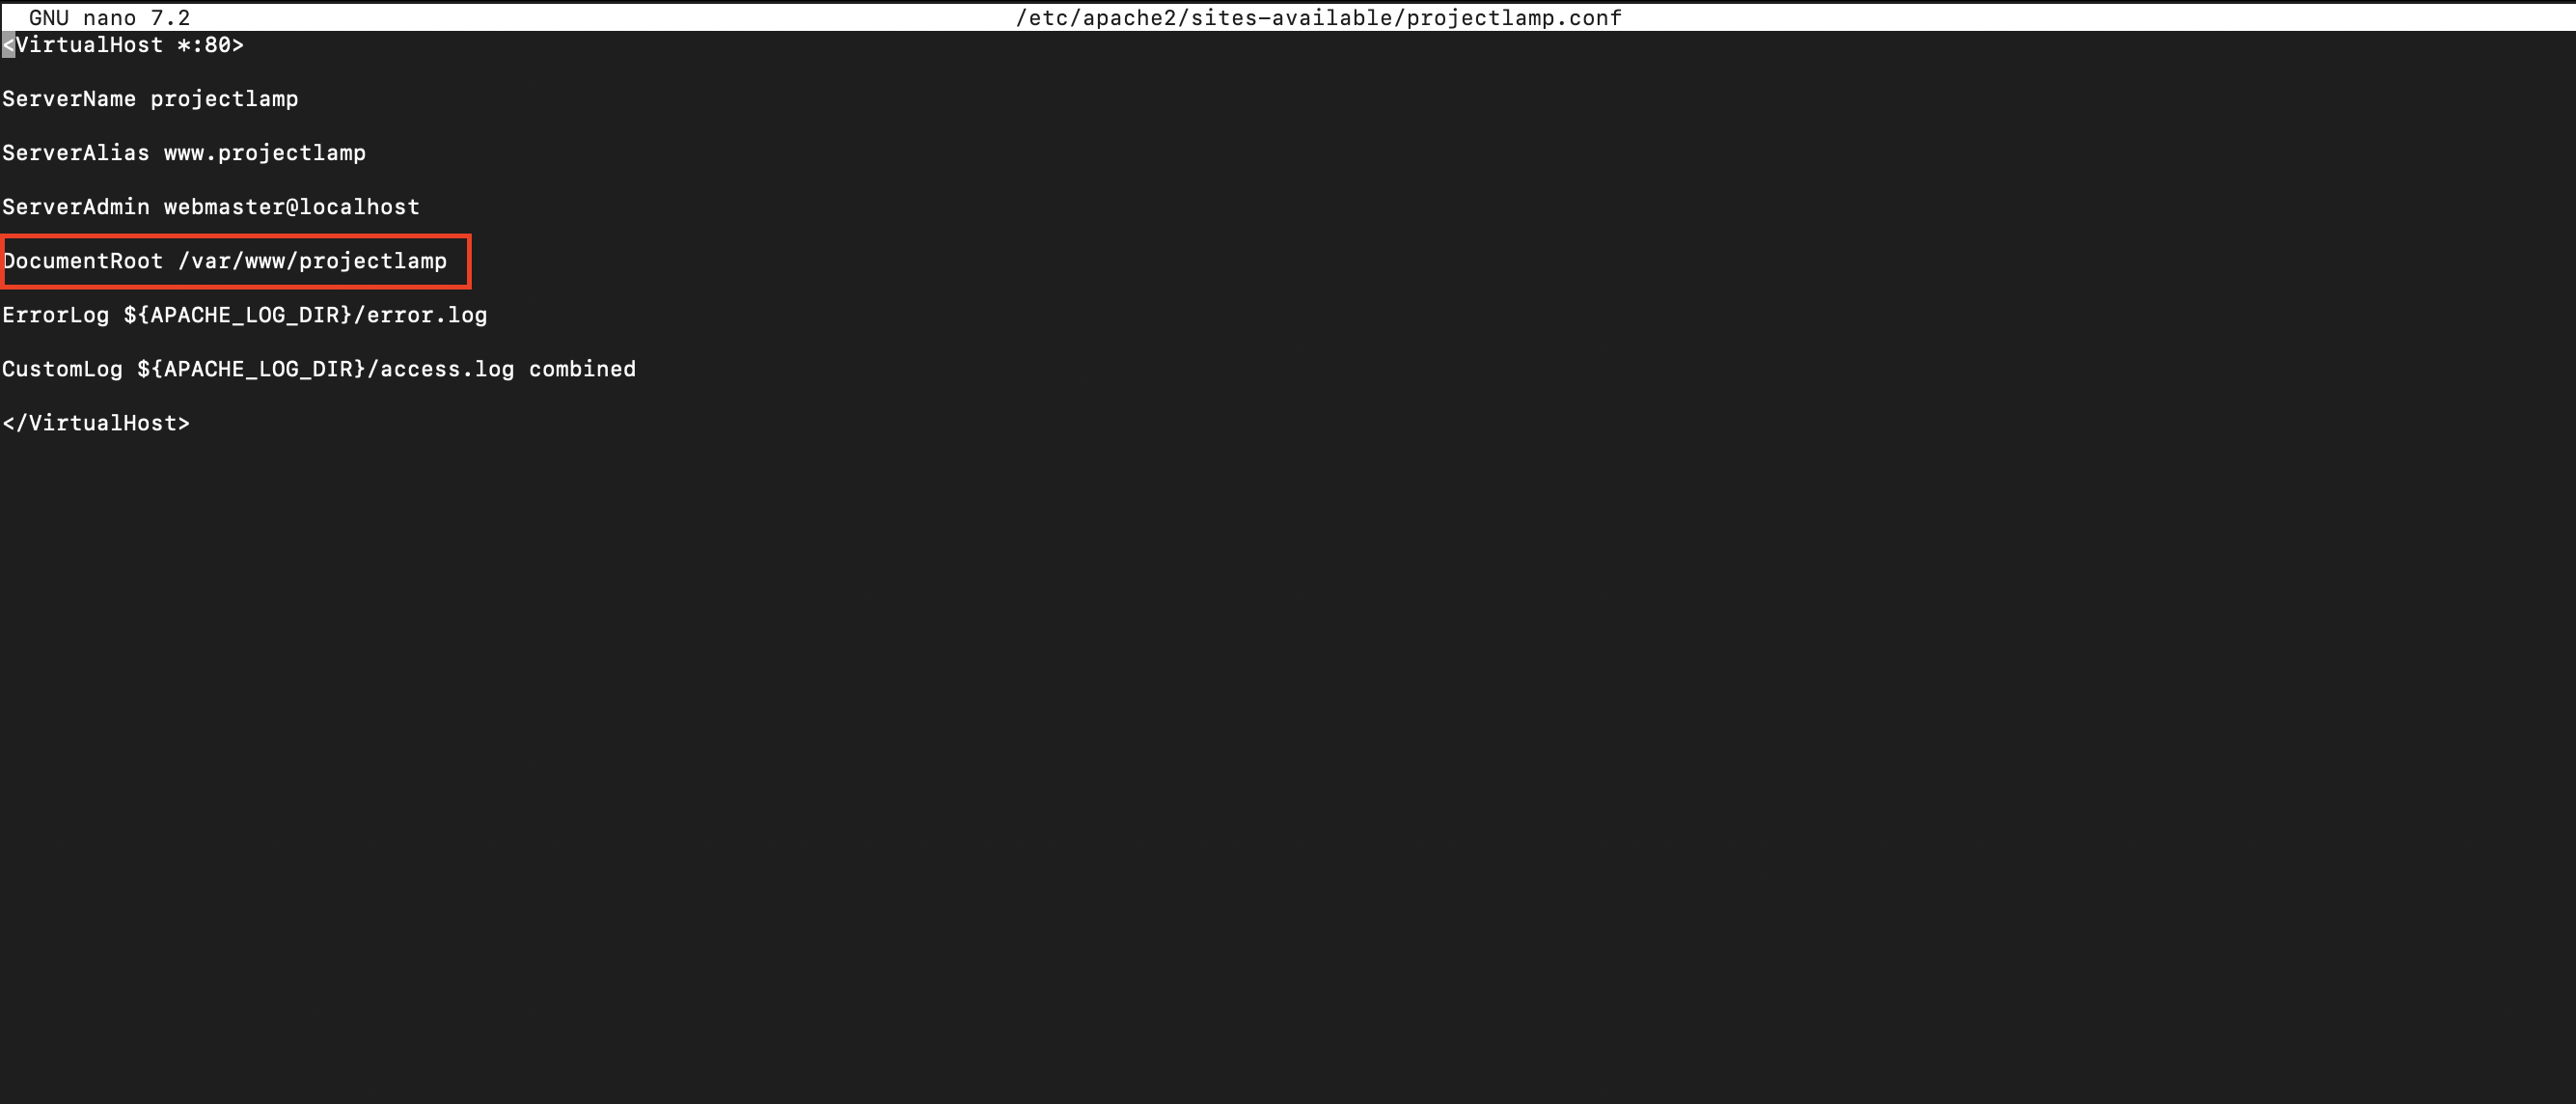 GNU nano 7.2 /etc/apache2/sites-available/projectlamp.conf
<VirtualHost *:80>
ServerName projectlamp
ServerAlias www.projectlamp
ServerAdmin webmaster@localhost
DocumentRoot /var/www/projectlamp
ErrorLog ${APACHE_LOG_DIR}/error.log
CustomLog ${APACHE_LOG_DIR}/access.log combined
</VirtualHost>